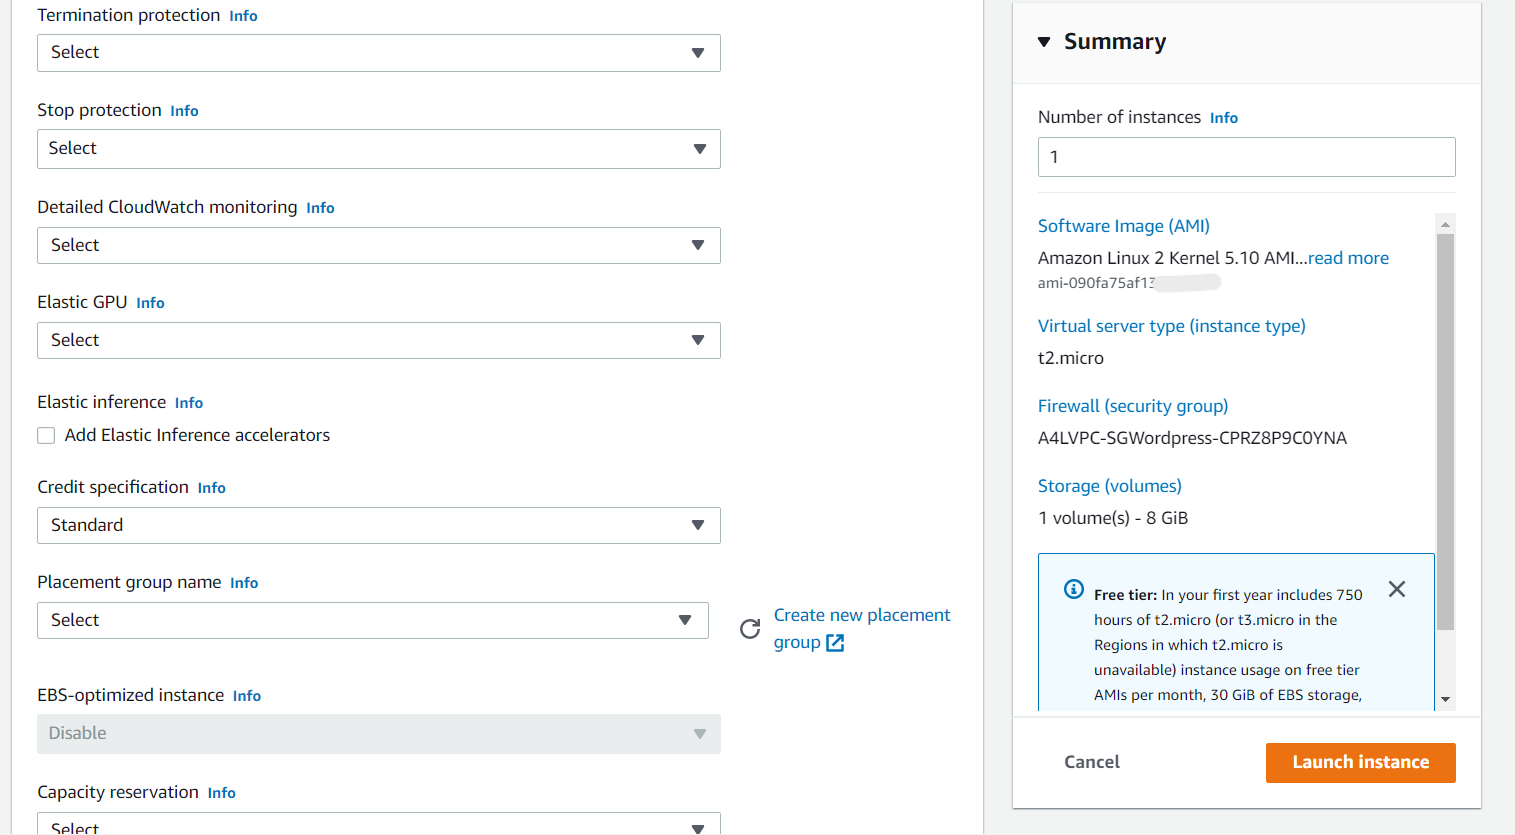 Termination protection Info
Select
Stop protection Info
Select
Detailed CloudWatch monitoring Info
Select
Elastic GPU Info
Select
Elastic inference Info
Add Elastic Inference accelerators
Credit specification Info
Standard
Placement group name Info
Select
Create new placement
group
EBS-optimized instance Info
Disable
Capacity reservation Info
Select
Summary
Number of instances Info
1
Software Image (AMI)
Amazon Linux 2 Kernel 5.10 AMI...read more
ami-090fa75af13
Virtual server type (instance type)
t2.micro
Firewall (security group)
A4LVPC-SGWordpress-CPRZ8P9C0YNA
Storage (volumes)
1 volume(s) - 8 GiB
Free tier: In your first year includes 750
hours of t2.micro (or t3.micro in the
Regions in which t2.micro is
unavailable) instance usage on free tier
AMIs per month, 30 GiB of EBS storage,
Cancel
Launch instance